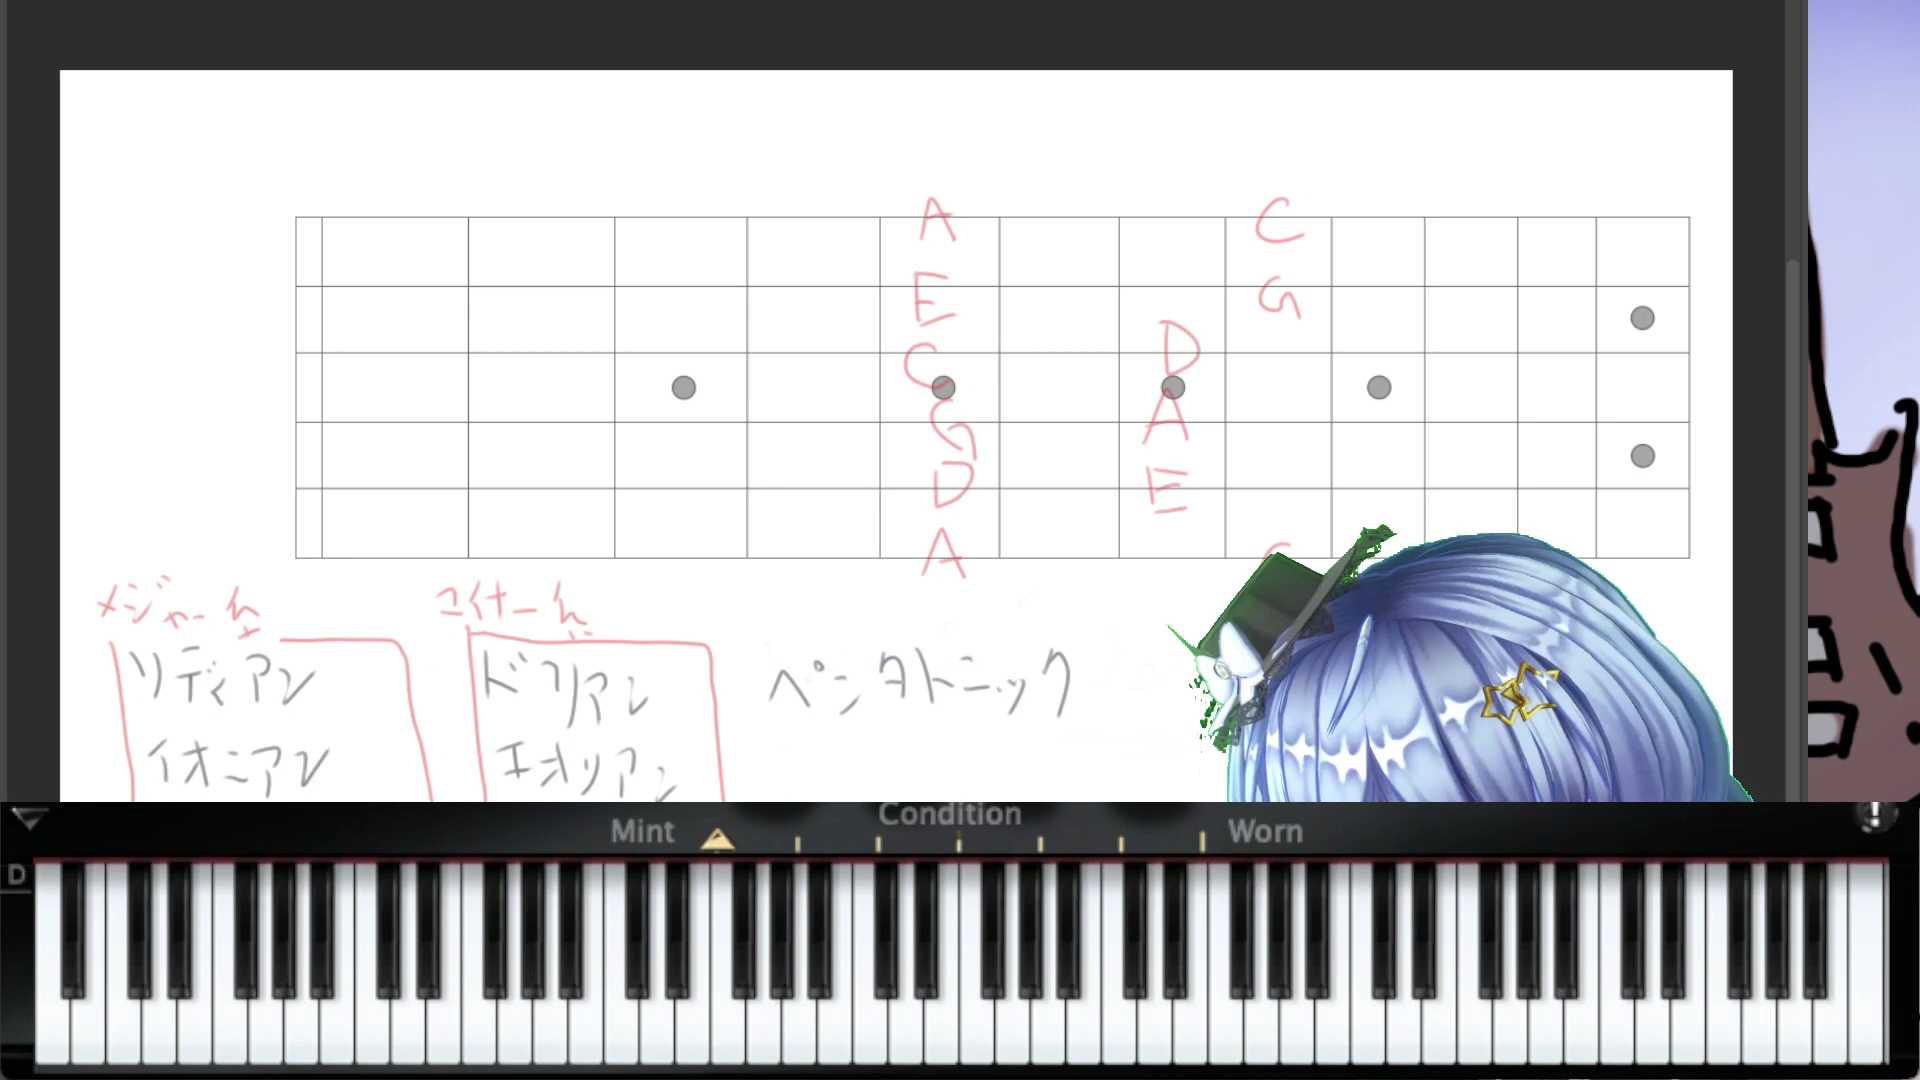 A C
E G
C D
G A
D E
A
メジャー系 マイナー系
リディアン ドリアン ペンタトニック
イオニアン エオリアン
Mint Condition Worn
D